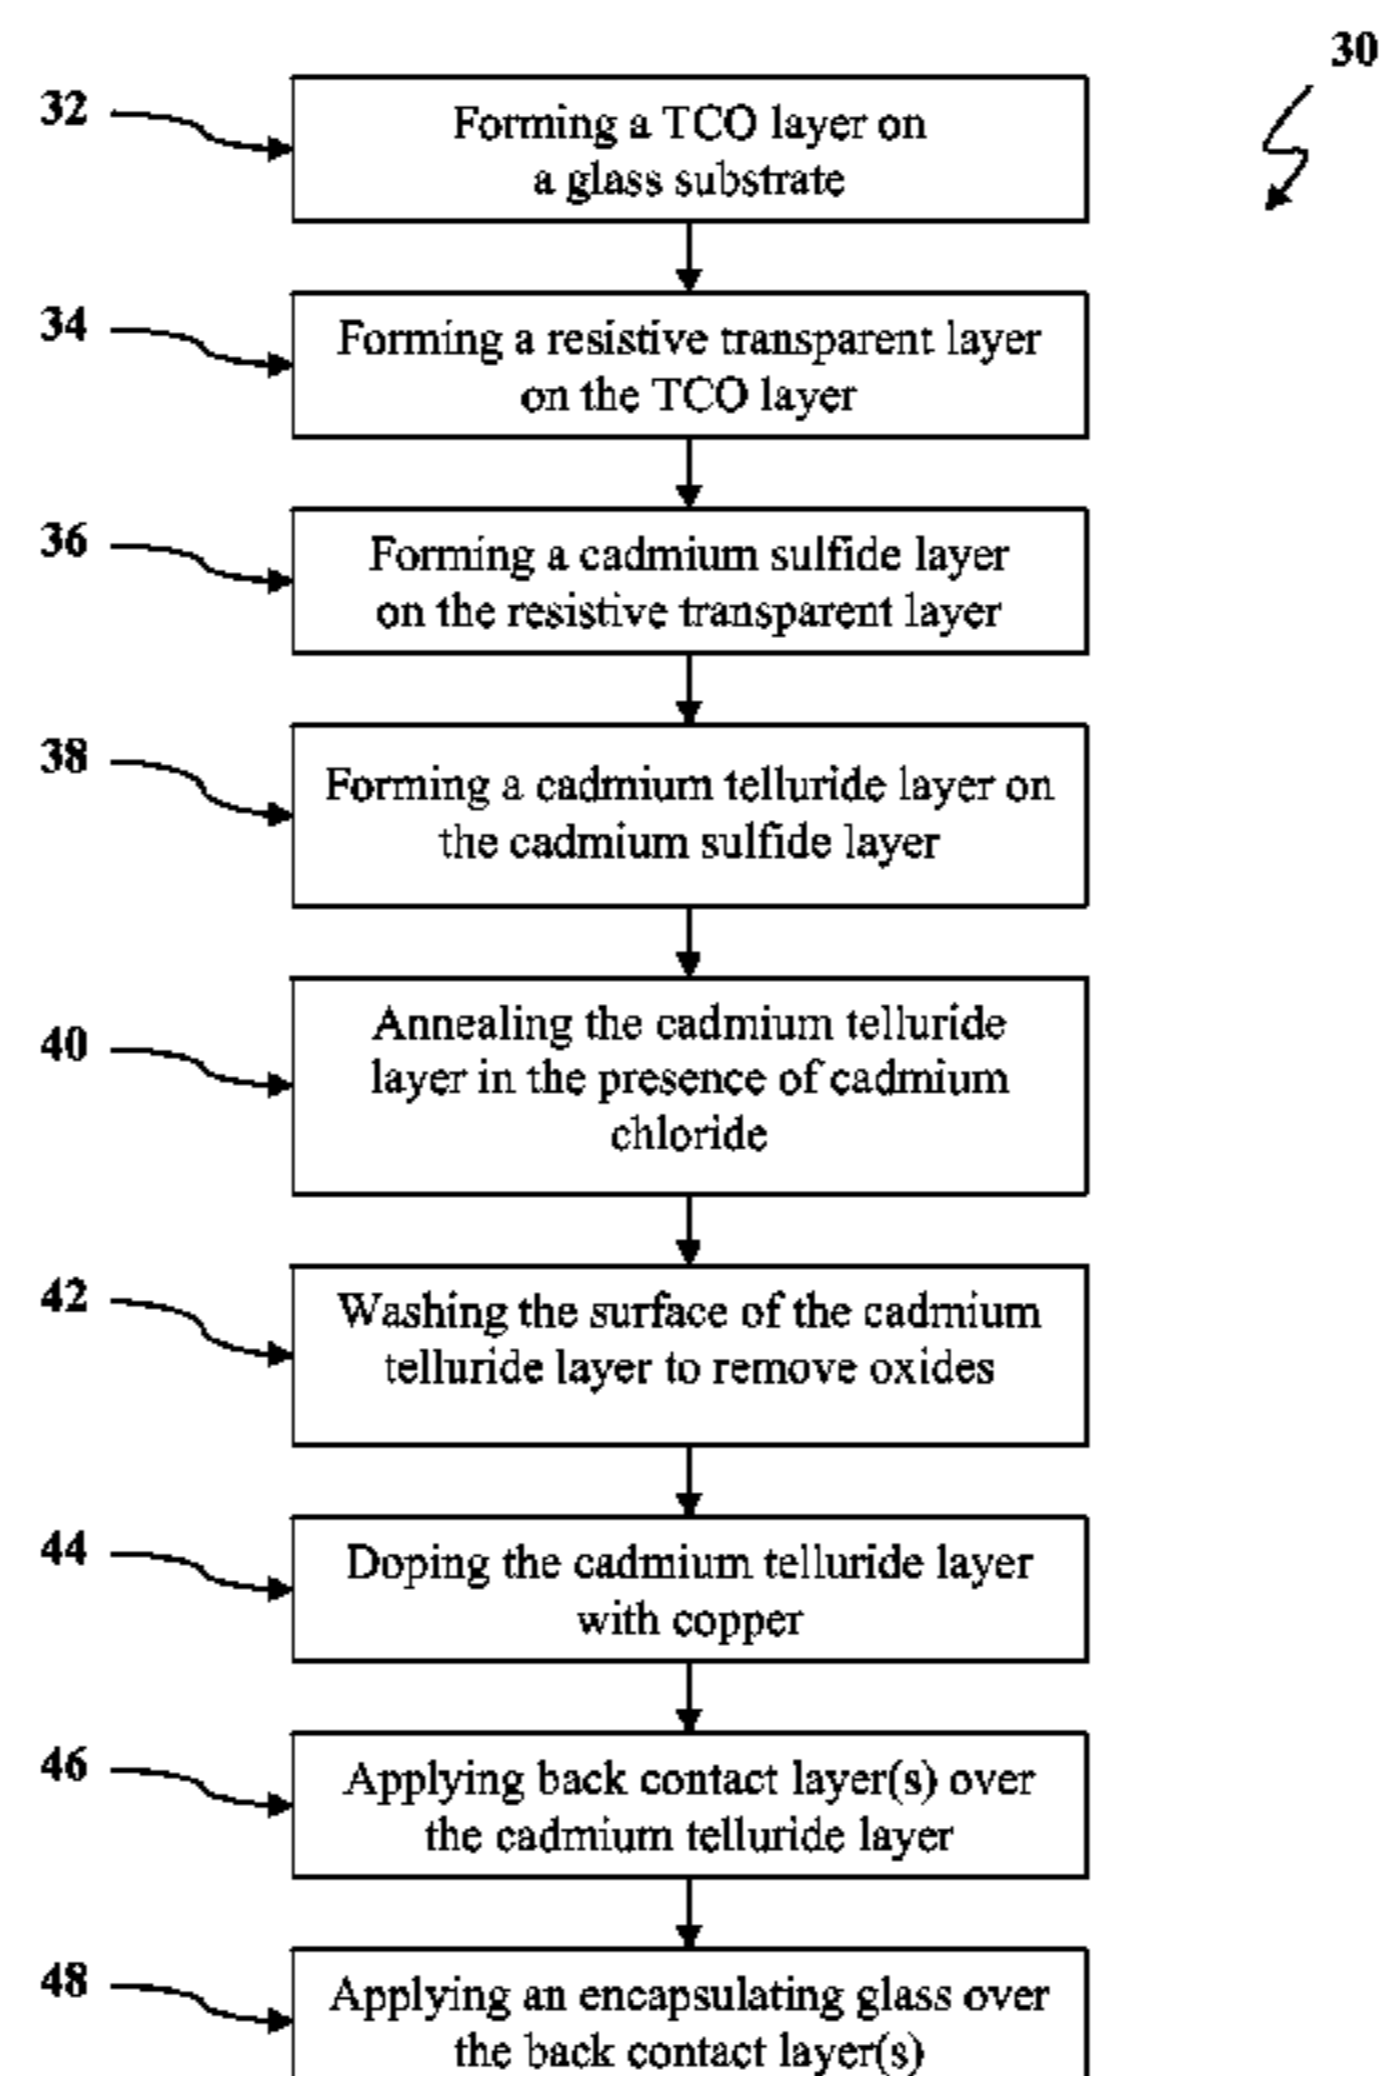 30
32
Forming a TCO layer on
a glass substrate
34
Forming a resistive transparent layer
on the TCO layer
36
Forming a cadmium sulfide layer
on the resistive transparent layer
38
Forming a cadmium telluride layer on
the cadmium sulfide layer
40
Annealing the cadmium telluride
layer in the presence of cadmium
chloride
42
Washing the surface of the cadmium
telluride layer to remove oxides
44
Doping the cadmium telluride layer
with copper
46
Applying back contact layer(s) over
the cadmium telluride layer
48
Applying an encapsulating glass over
the back contact layer(s)